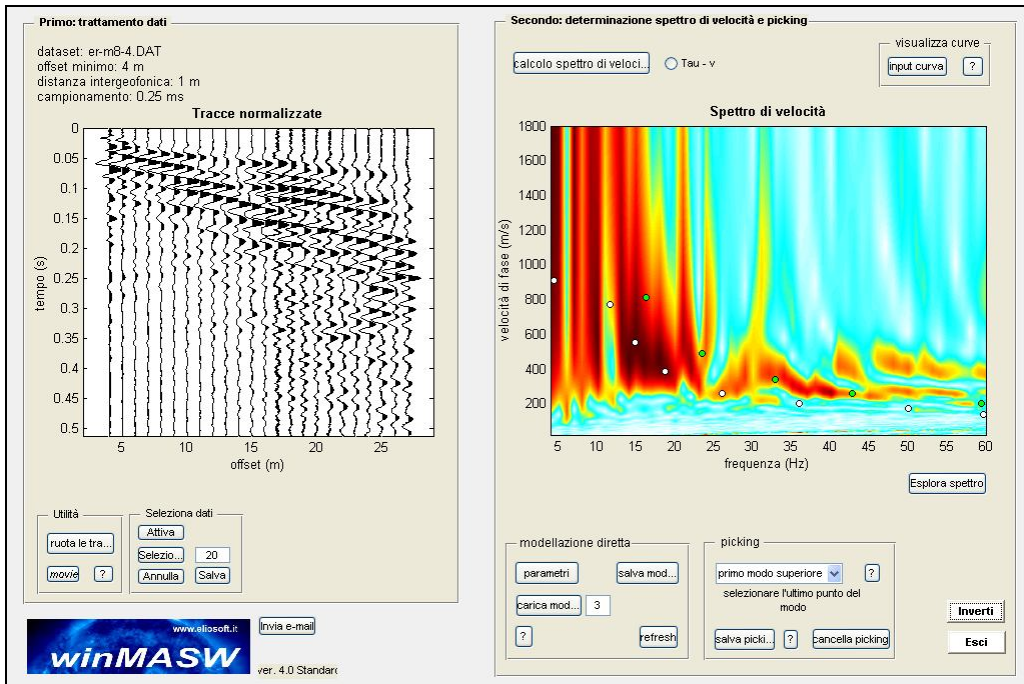 Primo: trattamento dati
dataset: er-m8-4.DAT
offset minimo: 4 m
distanza intergeofonica: 1 m
campionamento: 0.25 ms
Tracce normalizzate
0
0.05
0.1
0.15
0.2
0.25
0.3
0.35
0.4
0.45
0.5
tempo (s)
5 10 15 20 25
offset (m)
Utilità
ruota le tra...
movie ?
Seleziona dati
Attiva
Selezio... 20
Annulla Salva
www.eliosoft.it
winMASW
Invia e-mail
ver. 4.0 Standard
Secondo: determinazione spettro di velocità e picking
calcolo spettro di veloci... Tau - v
visualizza curve
input curva ?
Spettro di velocità
1800
1600
1400
1200
1000
800
600
400
200
velocità di fase (m/s)
5 10 15 20 25 30 35 40 45 50 55 60
frequenza (Hz)
Esplora spettro
modellazione diretta
parametri salva mod...
carica mod... 3
? refresh
picking
primo modo superiore ?
selezionare l'ultimo punto del
modo
salva picki... ? cancella picking
Inverti
Esci